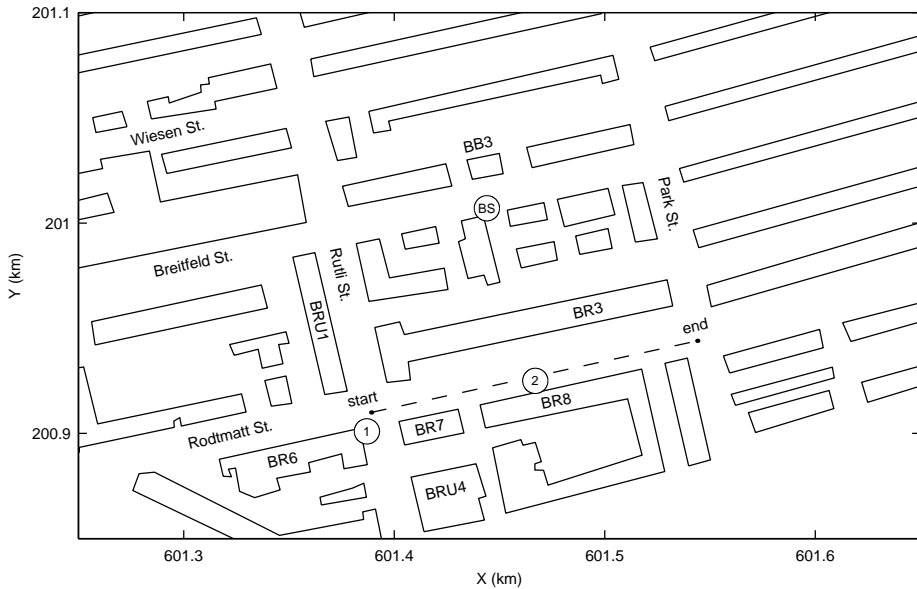 201.1
Wiesen St.
BB3
BS
Park St.
201
Y (km)
Breitfeld St.
Rutli St.
BRU1
BR3
end
start
2
BR8
200.9
Rodtmatt St.
1
BR7
BR6
BRU4
601.3
601.4
601.5
601.6
X (km)